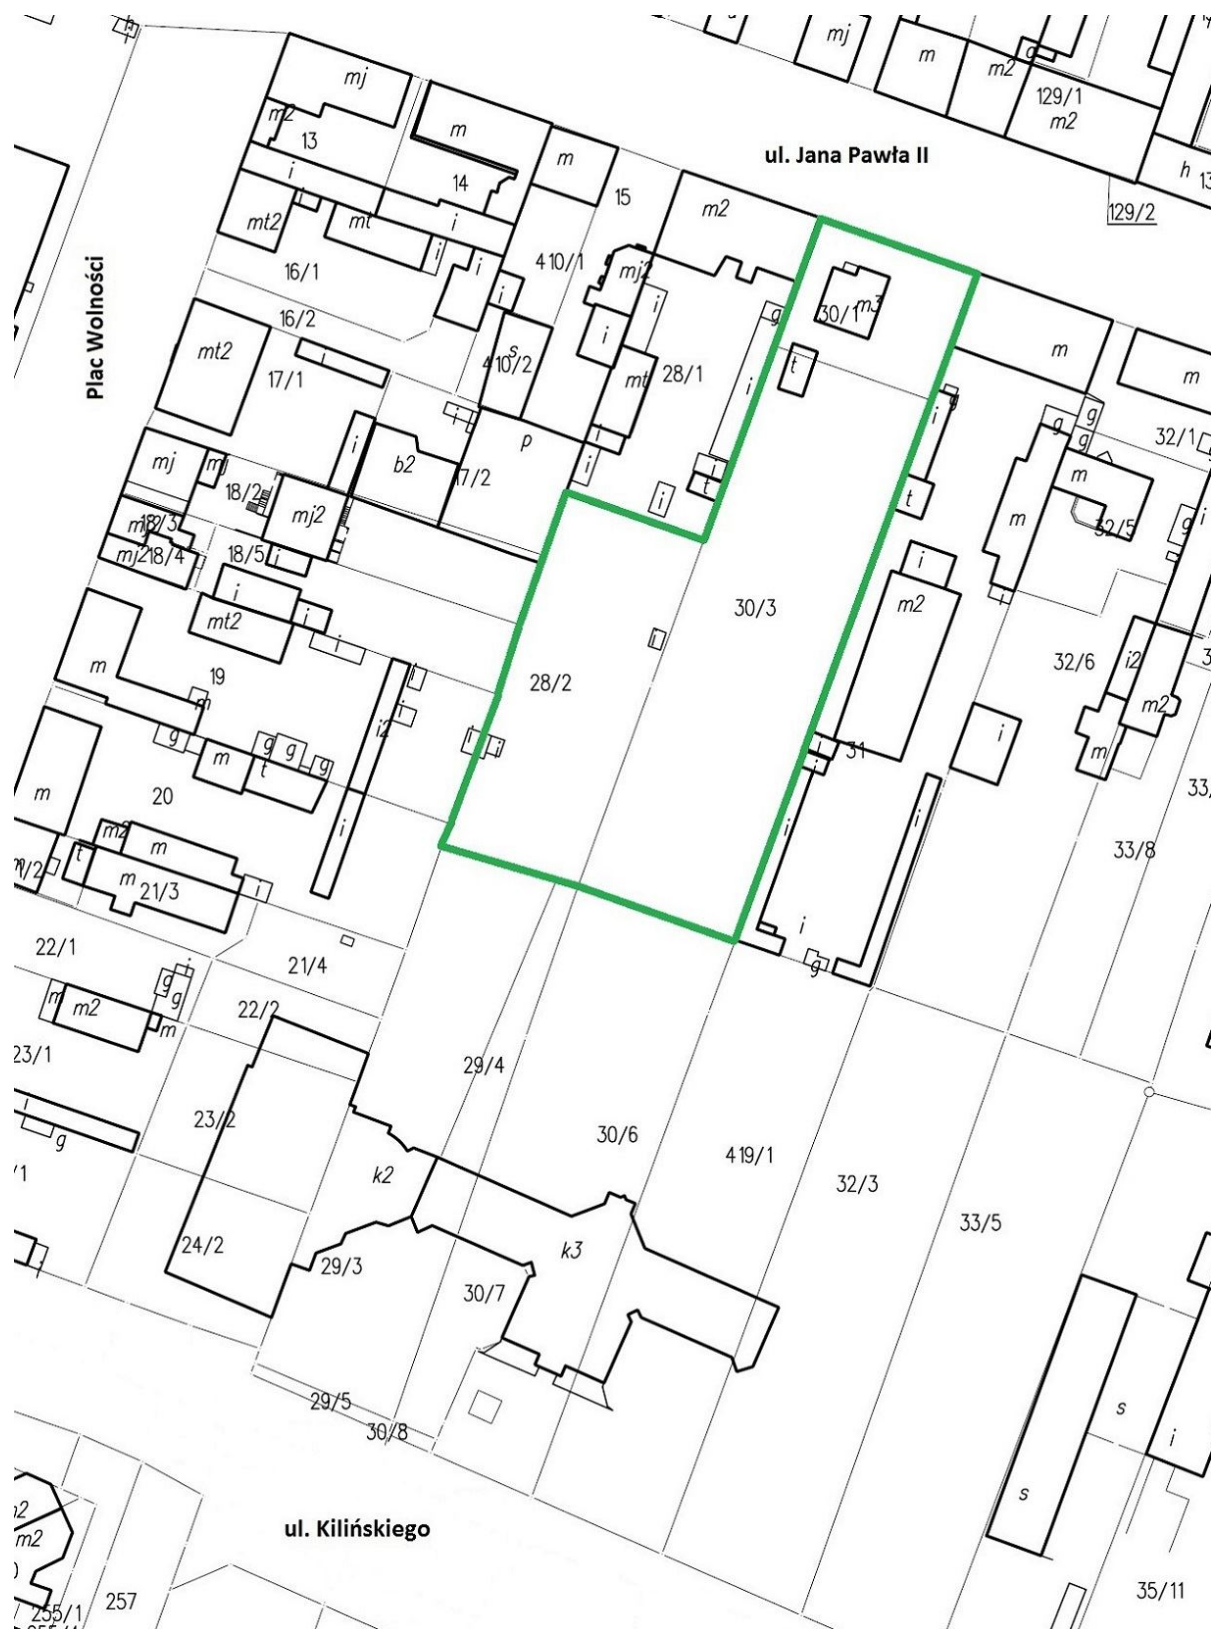 mj
m
m2
129/1
m2
a
mj
m
m2
13
m
ul. Jana Pawła II
m
h
14
15
m2
129/2
i
i
mt2
mt
i
i
410/1
16/1
mj2
i
i
i
g
30/1
m3
16/2
Plac Wolności
mt2
i
s
410/2
i
t
m
m
17/1
mt
28/1
i
g
g
g
g
32/1
i
i
p
i
i
mj
mj
18/2
b2
17/2
i
i
t
i
t
m
m
g
i
mj2
18/3
mj2
32/5
mj2
18/4
18/5
i
i
m2
i
i
mt2
i
i
30/3
i
32/6
i2
m
19
28/2
m
i
i
i2
i
i
m2
g
g
g
g
m
t
i
31
i
m
i
m
20
33/8
m2
m
t
i
i
i
m
21/3
i
i
22/1
21/4
g
g
g
i
m
m2
22/2
m
23/1
29/4
i
g
23/2
30/6
419/1
32/3
k2
33/5
24/2
29/3
k3
30/7
29/5
30/8
s
i
s
ul. Kilińskiego
m2
257
255/1
35/11